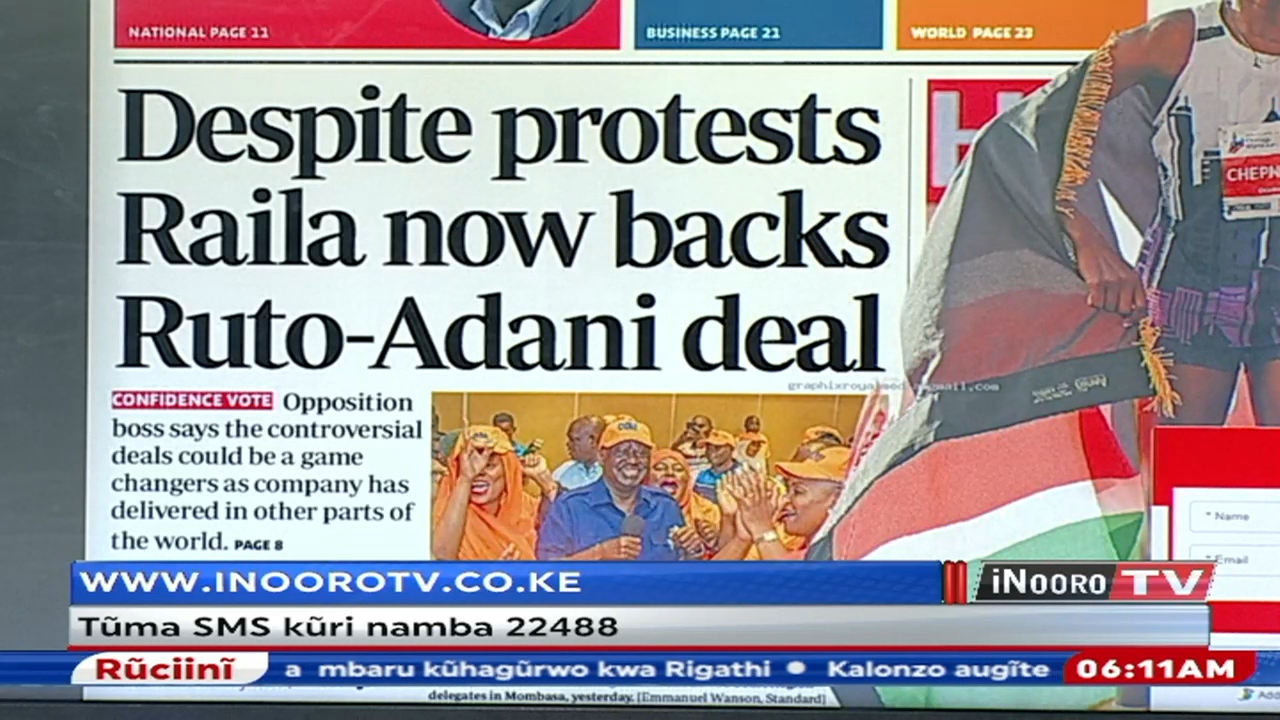 NATIONAL PAGE 11
BUSINESS PAGE 21
WORLD PAGE 23
Despite protests
Raila now backs
Ruto-Adani deal
CONFIDENCE VOTE Opposition
boss says the controversial
deals could be a game
changers as company has
delivered in other parts of
the world. PAGE 8
CHEPN
* Name
* Email
WWW.INOOROTV.CO.KE
iNOORO TV
Tũma SMS kũri namba 22488
Rũciinĩ
a mbaru kũhagũrwo kwa Rigathi ● Kalonzo augĩte
06:11AM
delegates in Mombasa, yesterday. [Emmanuel Wanson, Standard]